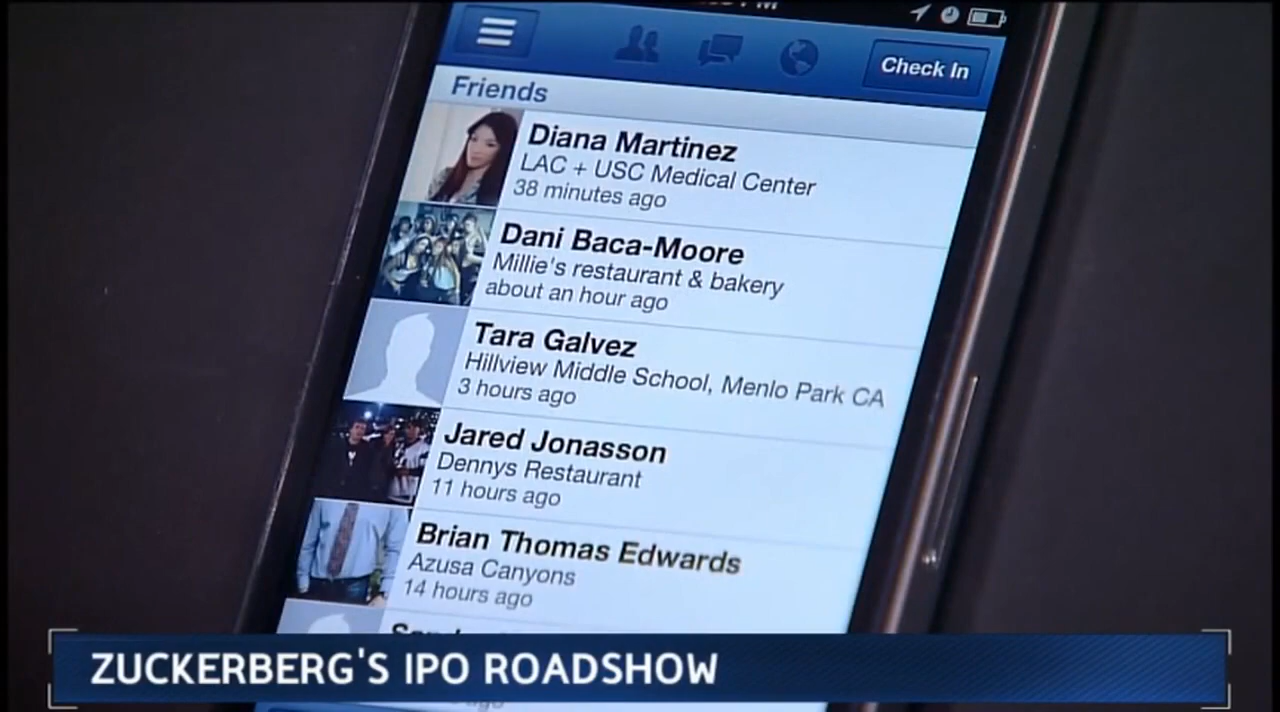 Check In
Friends
Diana Martinez
LAC + USC Medical Center
38 minutes ago
Dani Baca-Moore
Millie's restaurant & bakery
about an hour ago
Tara Galvez
Hillview Middle School, Menlo Park CA
3 hours ago
Jared Jonasson
Dennys Restaurant
11 hours ago
Brian Thomas Edwards
Azusa Canyons
14 hours ago
ZUCKERBERG'S IPO ROADSHOW
ago